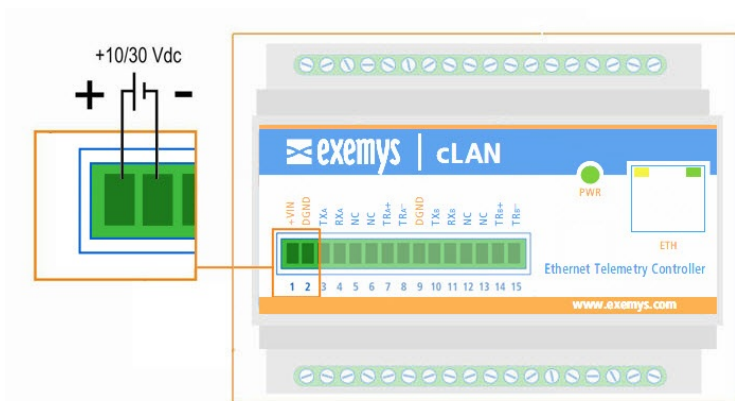 +10/30 Vdc
+ -
exemys | cLAN
PWR
+VIN DGND TXA RXA NC NC TRA+ TRA- DGND TXB RXB NC NC TRB+ TRB-
ETH
Ethernet Telemetry Controller
1 2 3 4 5 6 7 8 9 10 11 12 13 14 15
www.exemys.com